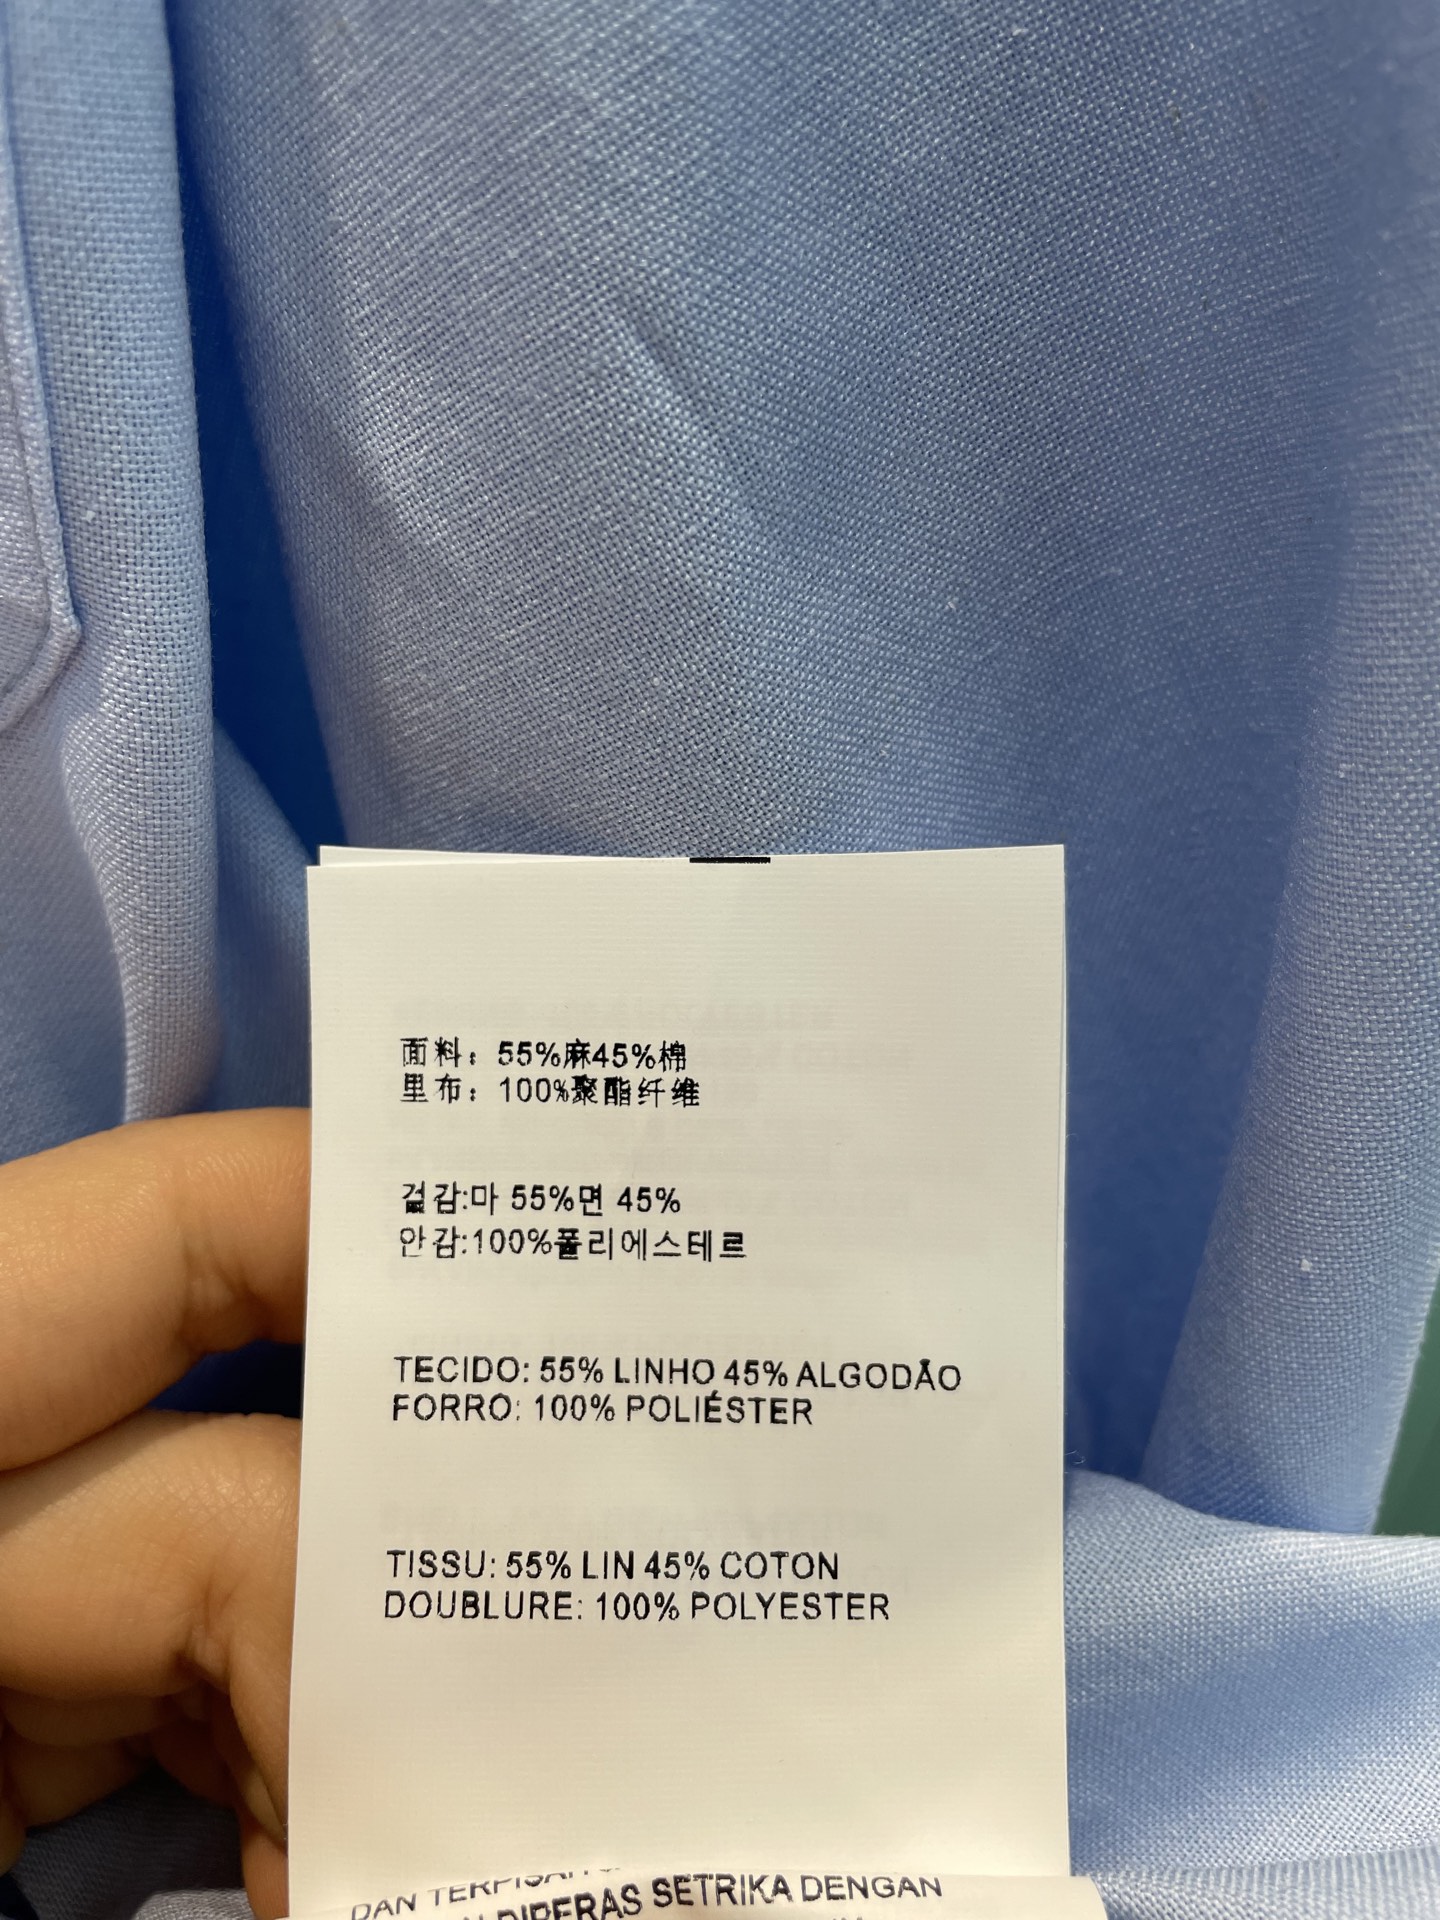 面料：55%麻45%棉
里布：100%聚酯纤维
겉감:마 55%면 45%
안감:100%폴리에스테르
TECIDO: 55% LINHO 45% ALGODÃO
FORRO: 100% POLIÉSTER
TISSU: 55% LIN 45% COTON
DOUBLURE: 100% POLYESTER
DAN TERPISAH
DIPERAS SETRIKA DENGAN